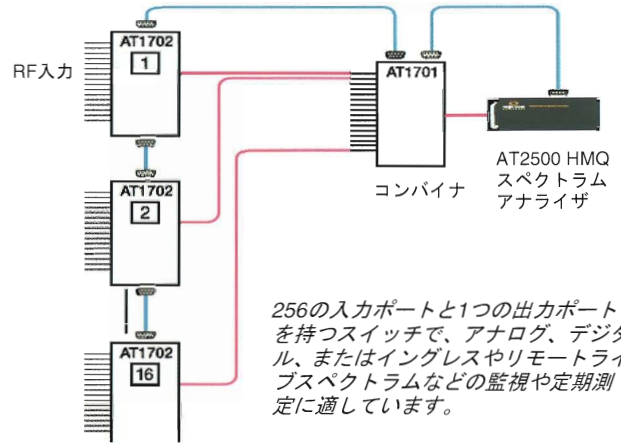 AT1702
1
RF入力
AT1701
コンバイナ
AT2500 HMQ
スペクトラム
アナライザ
AT1702
2
AT1702
16
256の入力ポートと1つの出力ポート
を持つスイッチで、アナログ、デジタ
ル、またはイングレスやリモートライ
ブスペクトラムなどの監視や定期測
定に適しています。